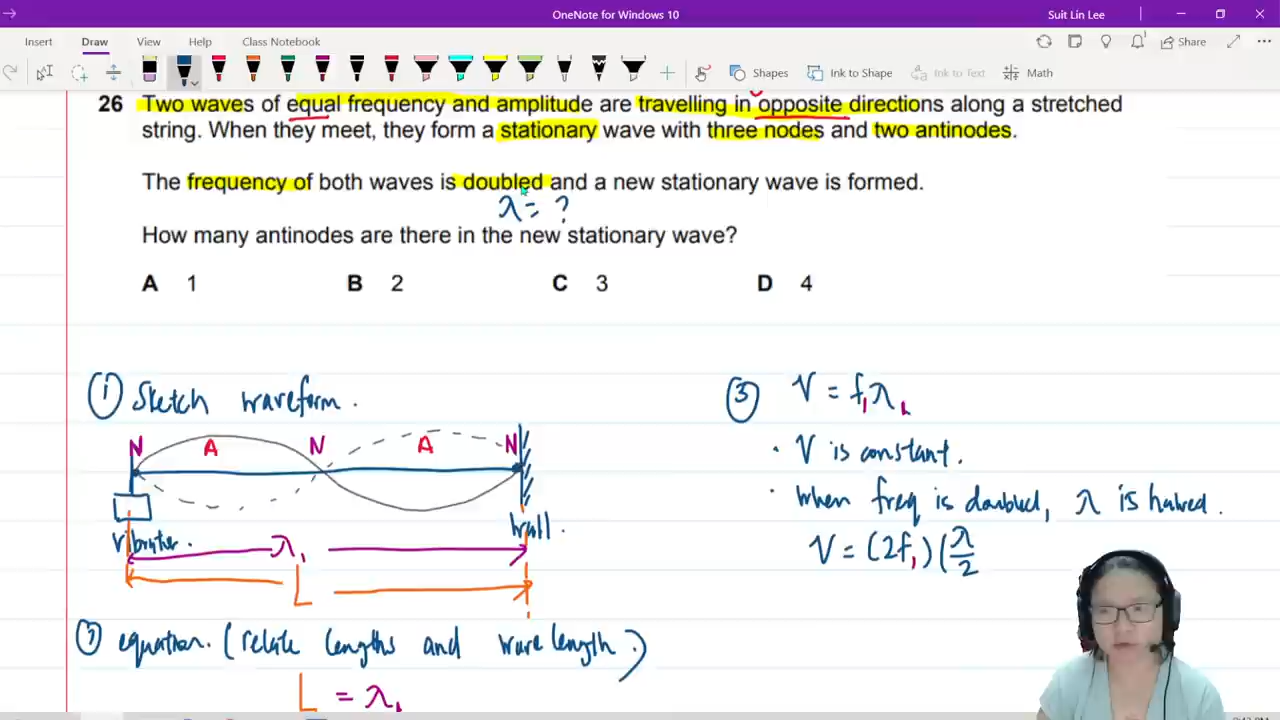 OneNote for Windows 10
Suit Lin Lee
Insert Draw View Help Class Notebook
Share
Shapes Ink to Shape Ink to Text Math
26 Two waves of equal frequency and amplitude are travelling in opposite directions along a stretched
string. When they meet, they form a stationary wave with three nodes and two antinodes.
The frequency of both waves is doubled and a new stationary wave is formed.
λ = ?
How many antinodes are there in the new stationary wave?
A 1 B 2 C 3 D 4
① Sketch waveform.
N A N A N
vibrator.
wall.
λ₁
L
② equation. (relate lengths and wavelength.)
L = λ₁
③ V = f₁λ₁
· V is constant.
· When freq is doubled, λ is halved.
V = (2f₁)(λ/2